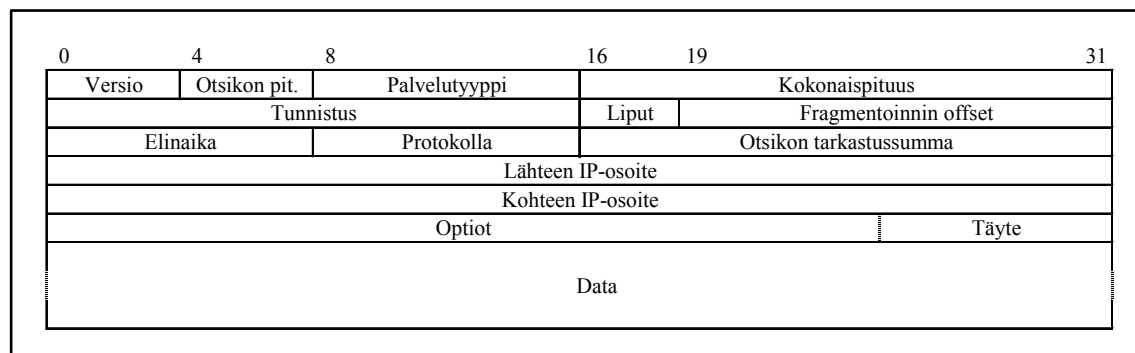 0 4 8 16 19 31
Versio Otsikon pit. Palvelutyyppi Kokonaispituus
Tunnistus Liput Fragmentoinnin offset
Elinaika Protokolla Otsikon tarkastussumma
Lähteen IP-osoite
Kohteen IP-osoite
Optiot Täyte
Data